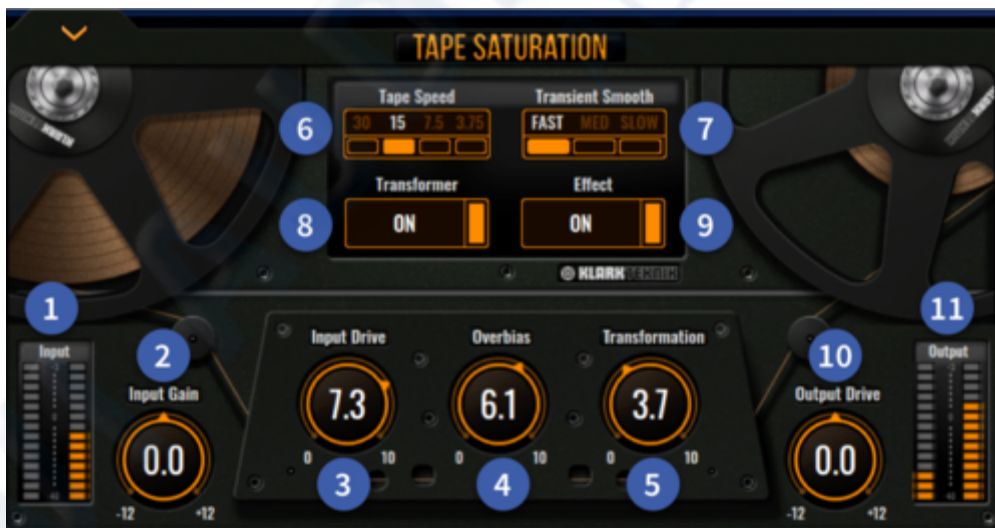 TAPE SATURATION
Tape Speed
Transient Smooth
6
30 15 7.5 3.75
FAST MED SLOW
7
Transformer
Effect
8
ON
ON
9
KLARK TEKNIK
1
Input
2
Input Gain
0.0
-12 +12
Input Drive
7.3
0 10
3
Overbias
6.1
0 10
4
Transformation
3.7
0 10
5
10
Output Drive
0.0
-12 +12
11
Output